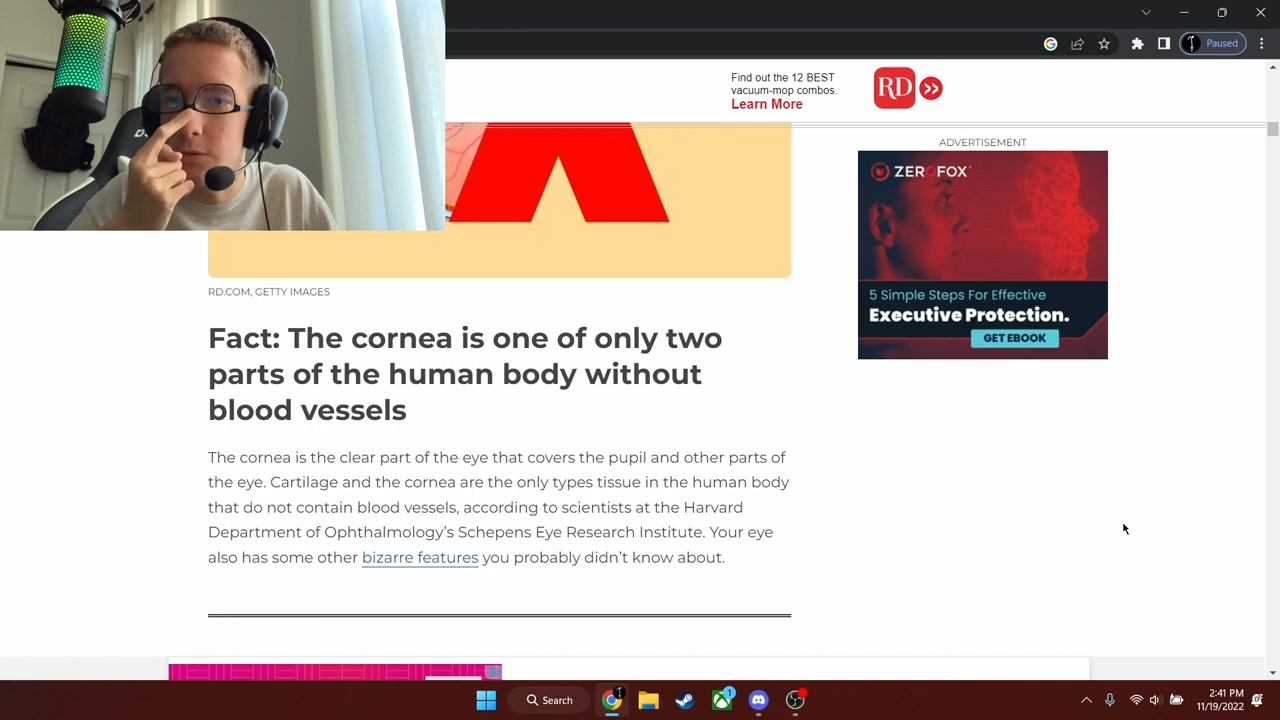 Paused
Find out the 12 BEST
vacuum-mop combos.
Learn More
RD
ADVERTISEMENT
ZEROFOX
5 Simple Steps For Effective
Executive Protection.
GET EBOOK
RD.COM, GETTY IMAGES
Fact: The cornea is one of only two
parts of the human body without
blood vessels
The cornea is the clear part of the eye that covers the pupil and other parts of
the eye. Cartilage and the cornea are the only types tissue in the human body
that do not contain blood vessels, according to scientists at the Harvard
Department of Ophthalmology’s Schepens Eye Research Institute. Your eye
also has some other bizarre features you probably didn’t know about.
Search
1
2:41 PM
11/19/2022